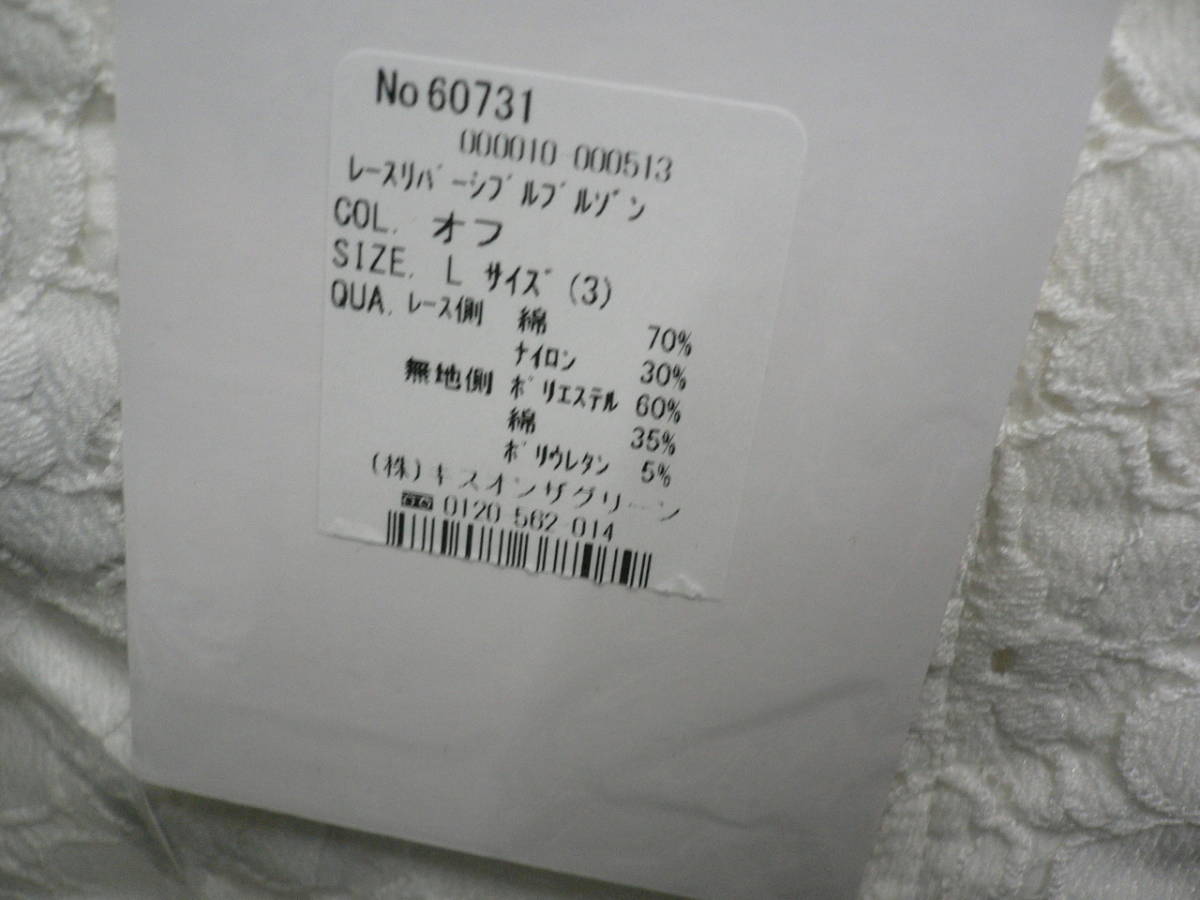 No 60731
000010-000513
レースリバーシブルブルゾン
COL. オフ
SIZE. L サイズ (3)
QUA. レース側 綿 70%
ナイロン 30%
無地側 ポリエステル 60%
綿 35%
ポリウレタン 5%
(株)キスオンザグリーン
0120-562-014